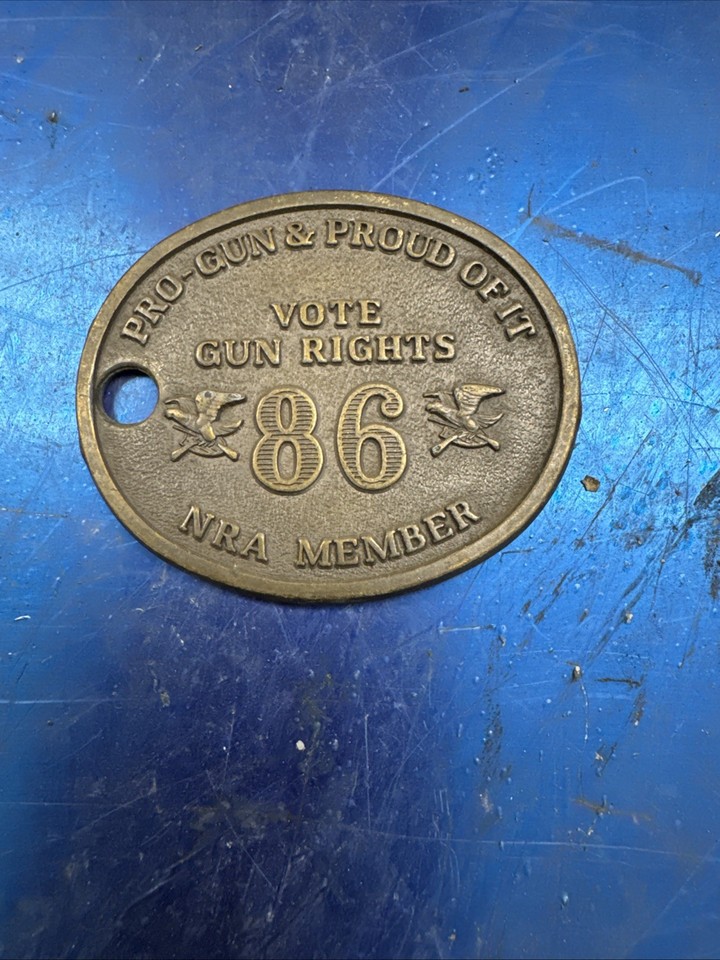 PRO-GUN & PROUD OF IT
VOTE
GUN RIGHTS
86
NRA MEMBER